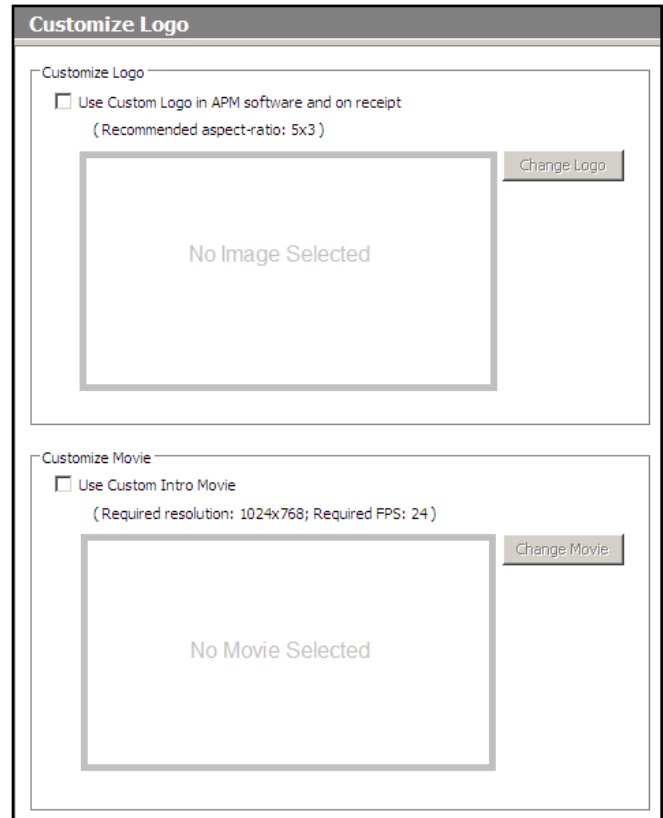 Customize Logo
Customize Logo
Use Custom Logo in APM software and on receipt
(Recommended aspect-ratio: 5x3)
Change Logo
No Image Selected
Customize Movie
Use Custom Intro Movie
(Required resolution: 1024x768; Required FPS: 24)
Change Movie
No Movie Selected